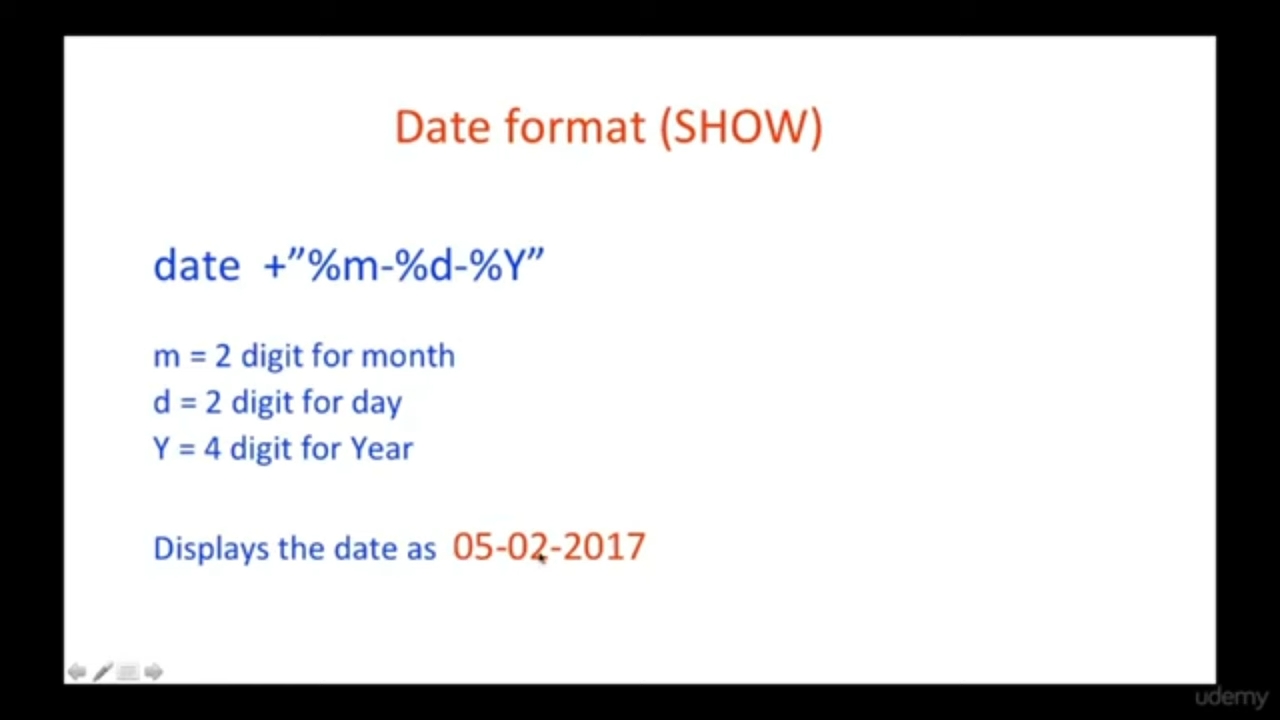 Date format (SHOW)
date +”%m-%d-%Y”
m = 2 digit for month
d = 2 digit for day
Y = 4 digit for Year
Displays the date as 05-02-2017
udemy